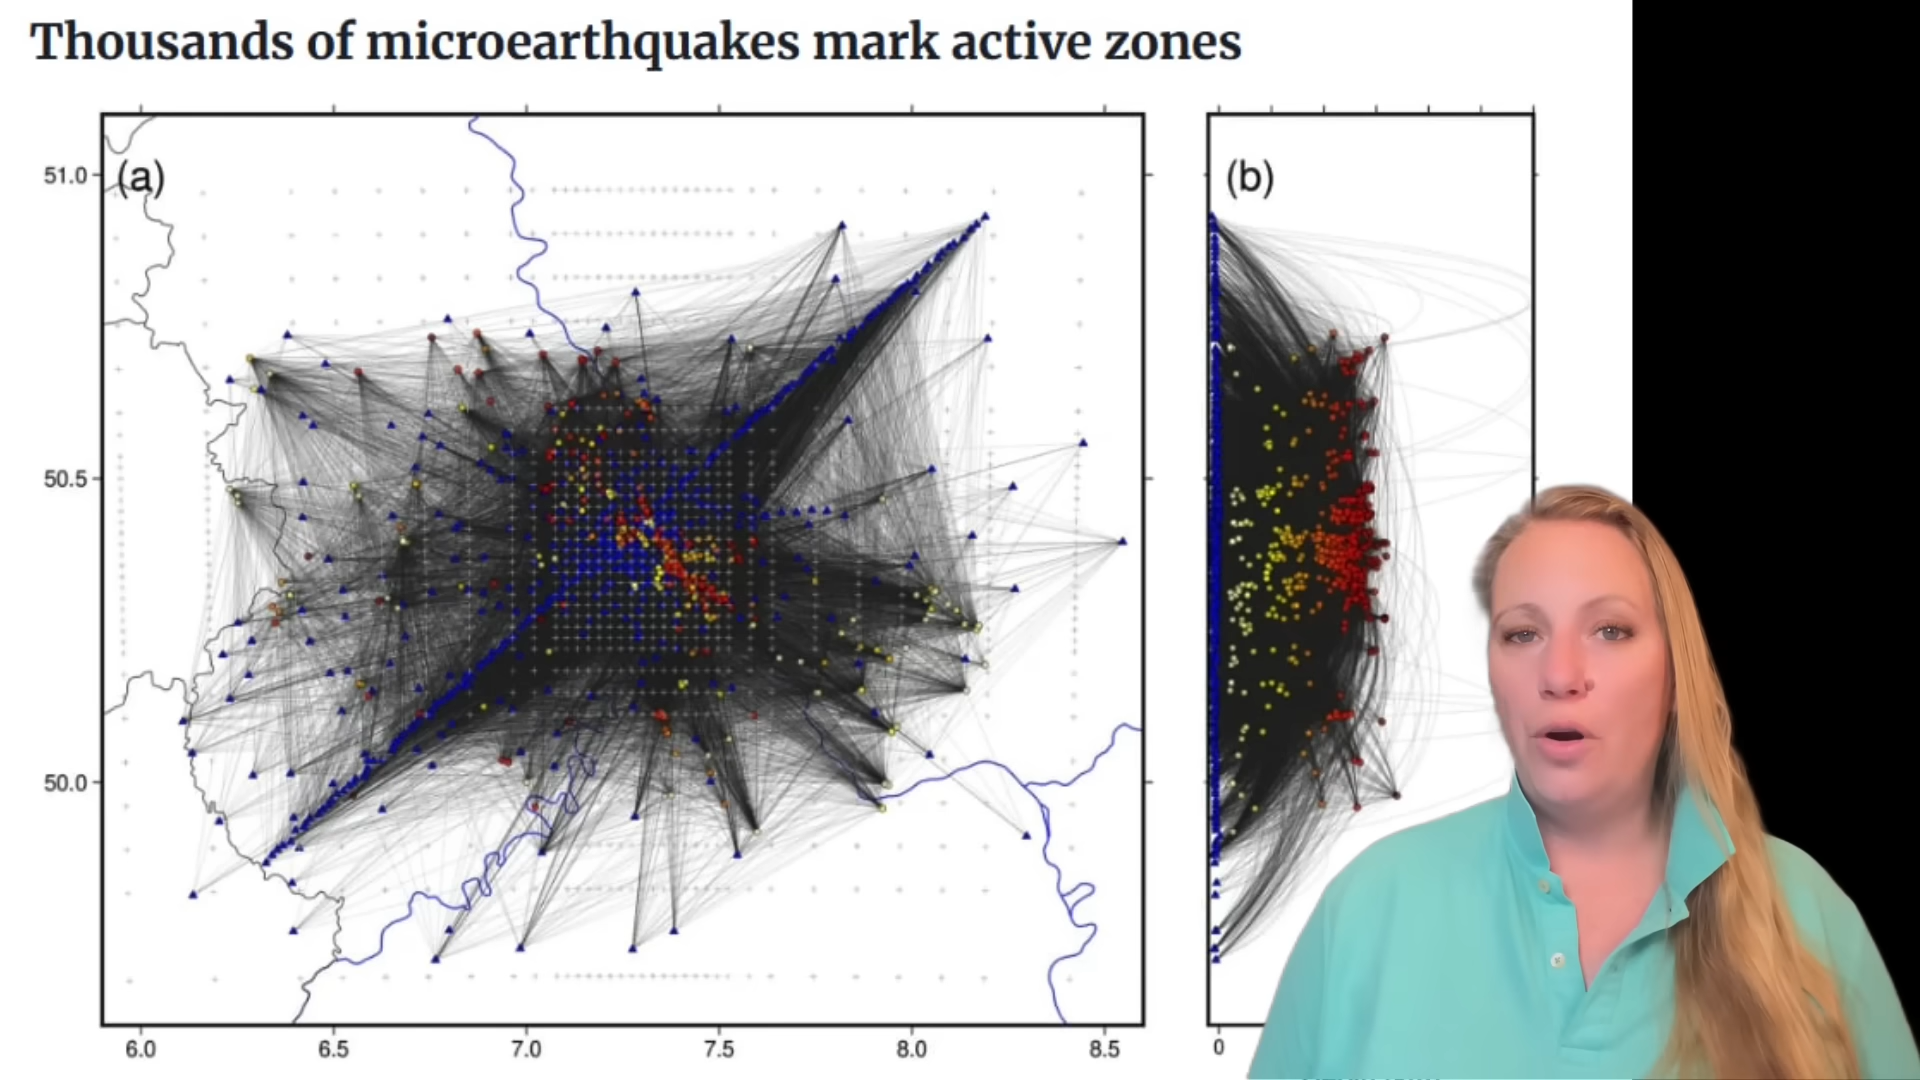 Thousands of microearthquakes mark active zones
(a)
(b)
51.0
50.5
50.0
6.0 6.5 7.0 7.5 8.0 8.5 0